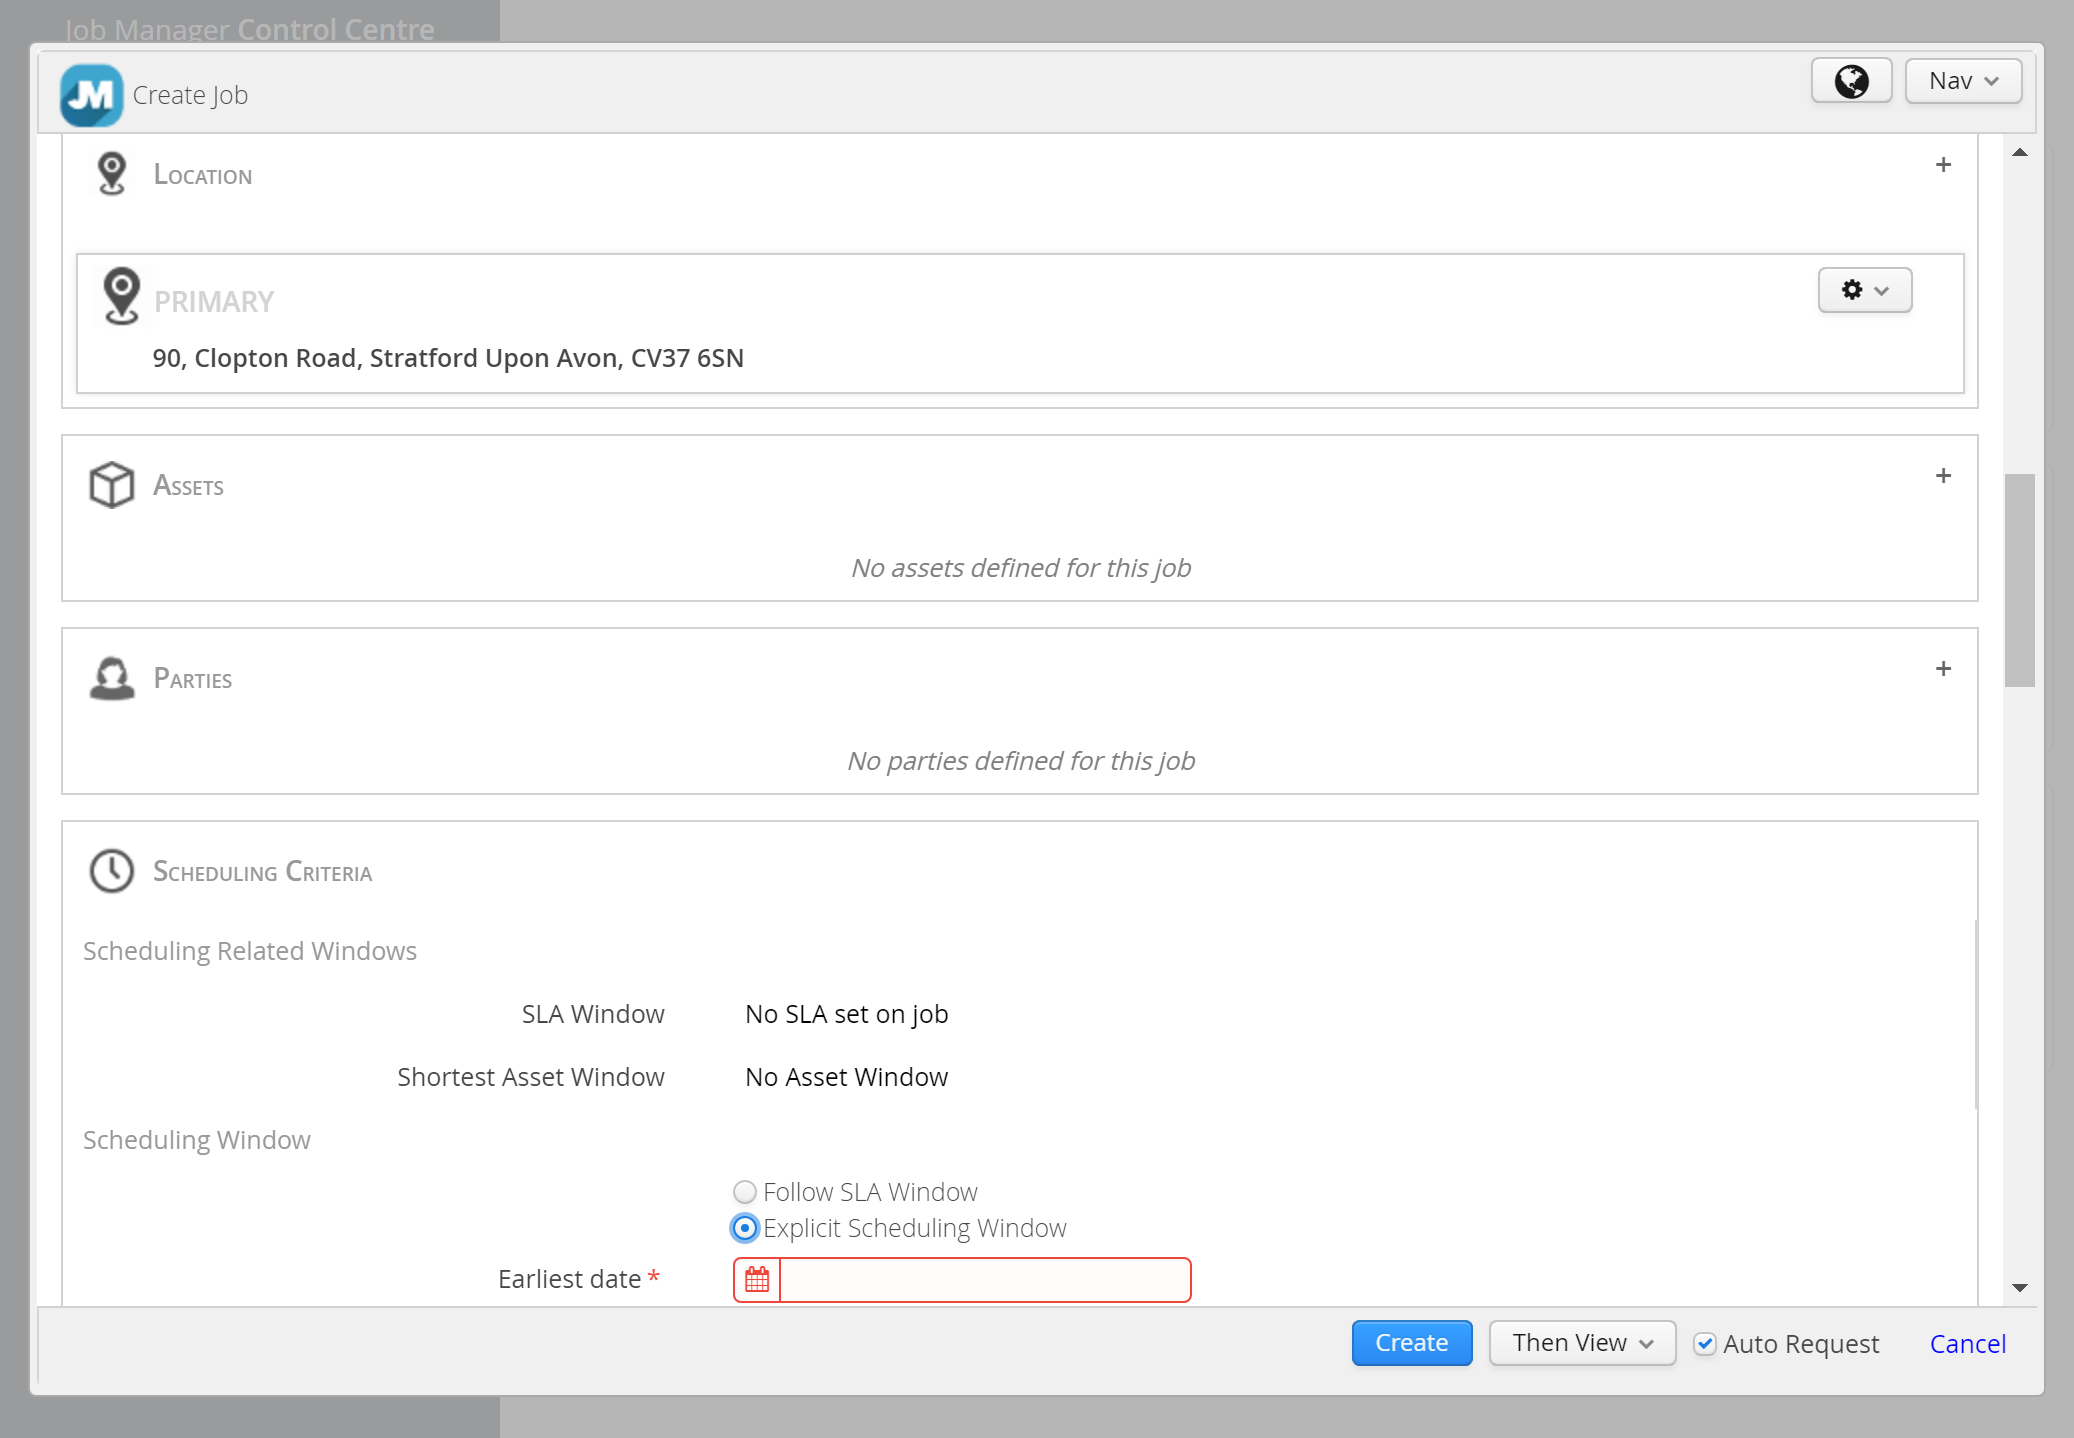 Job Manager Control Centre
JM Create Job
Nav
Location
+
PRIMARY
90, Clopton Road, Stratford Upon Avon, CV37 6SN
Assets
+
No assets defined for this job
Parties
+
No parties defined for this job
Scheduling Criteria
Scheduling Related Windows
SLA Window No SLA set on job
Shortest Asset Window No Asset Window
Scheduling Window
Follow SLA Window
Explicit Scheduling Window
Earliest date *
Create Then View Auto Request Cancel